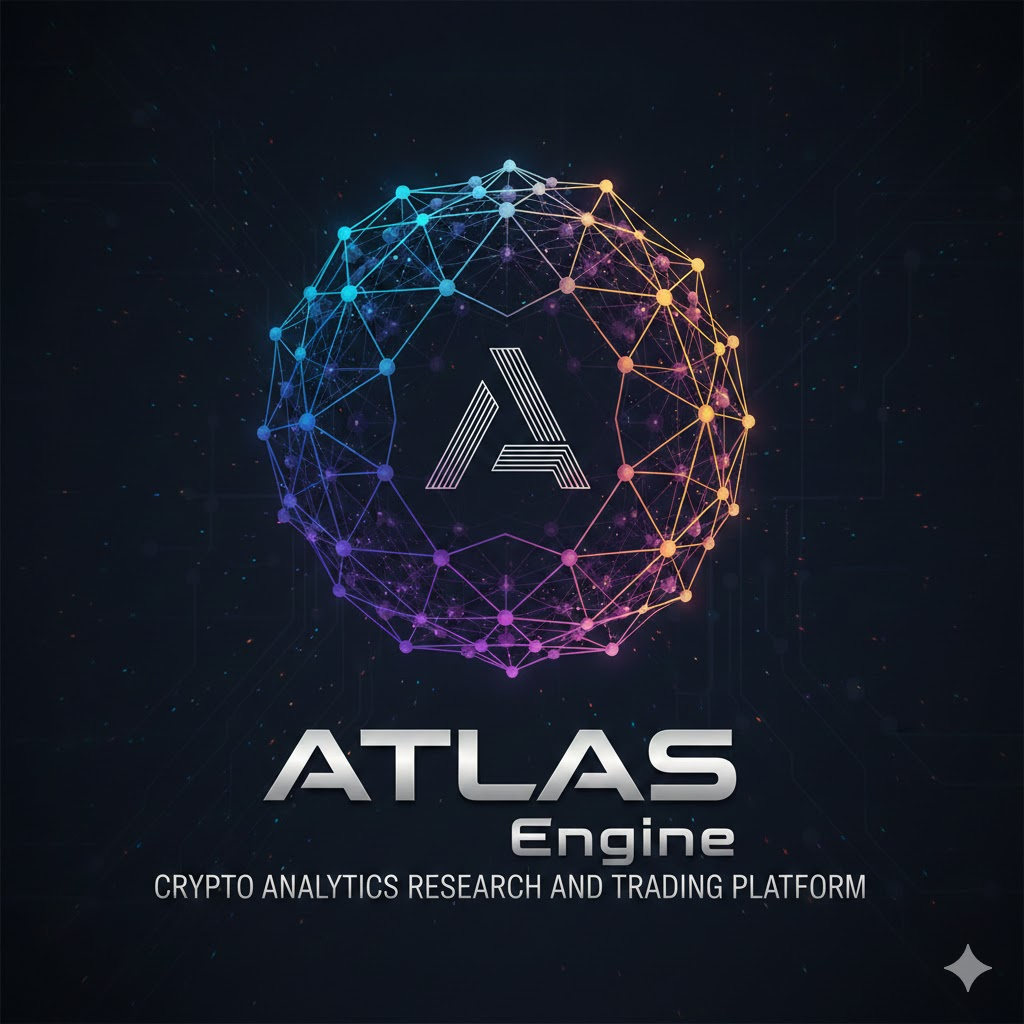 A
ATLAS
Engine
CRYPTO ANALYTICS RESEARCH AND TRADING PLATFORM